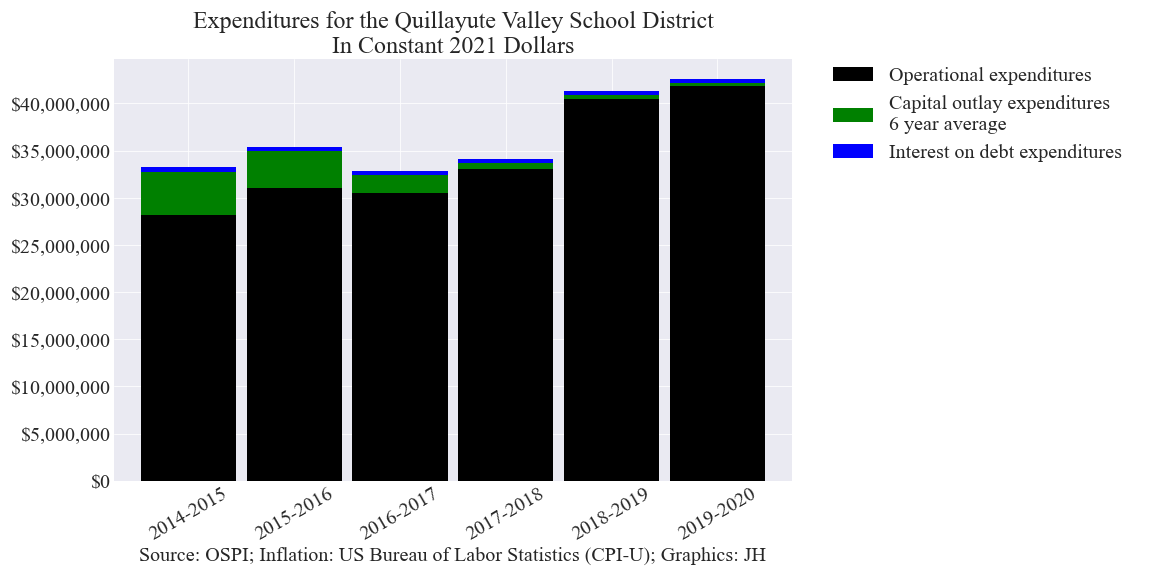 Expenditures for the Quillayute Valley School District
In Constant 2021 Dollars
Operational expenditures
Capital outlay expenditures
6 year average
Interest on debt expenditures
$40,000,000
$35,000,000
$30,000,000
$25,000,000
$20,000,000
$15,000,000
$10,000,000
$5,000,000
$0
2014-2015
2015-2016
2016-2017
2017-2018
2018-2019
2019-2020
Source: OSPI; Inflation: US Bureau of Labor Statistics (CPI-U); Graphics: JH